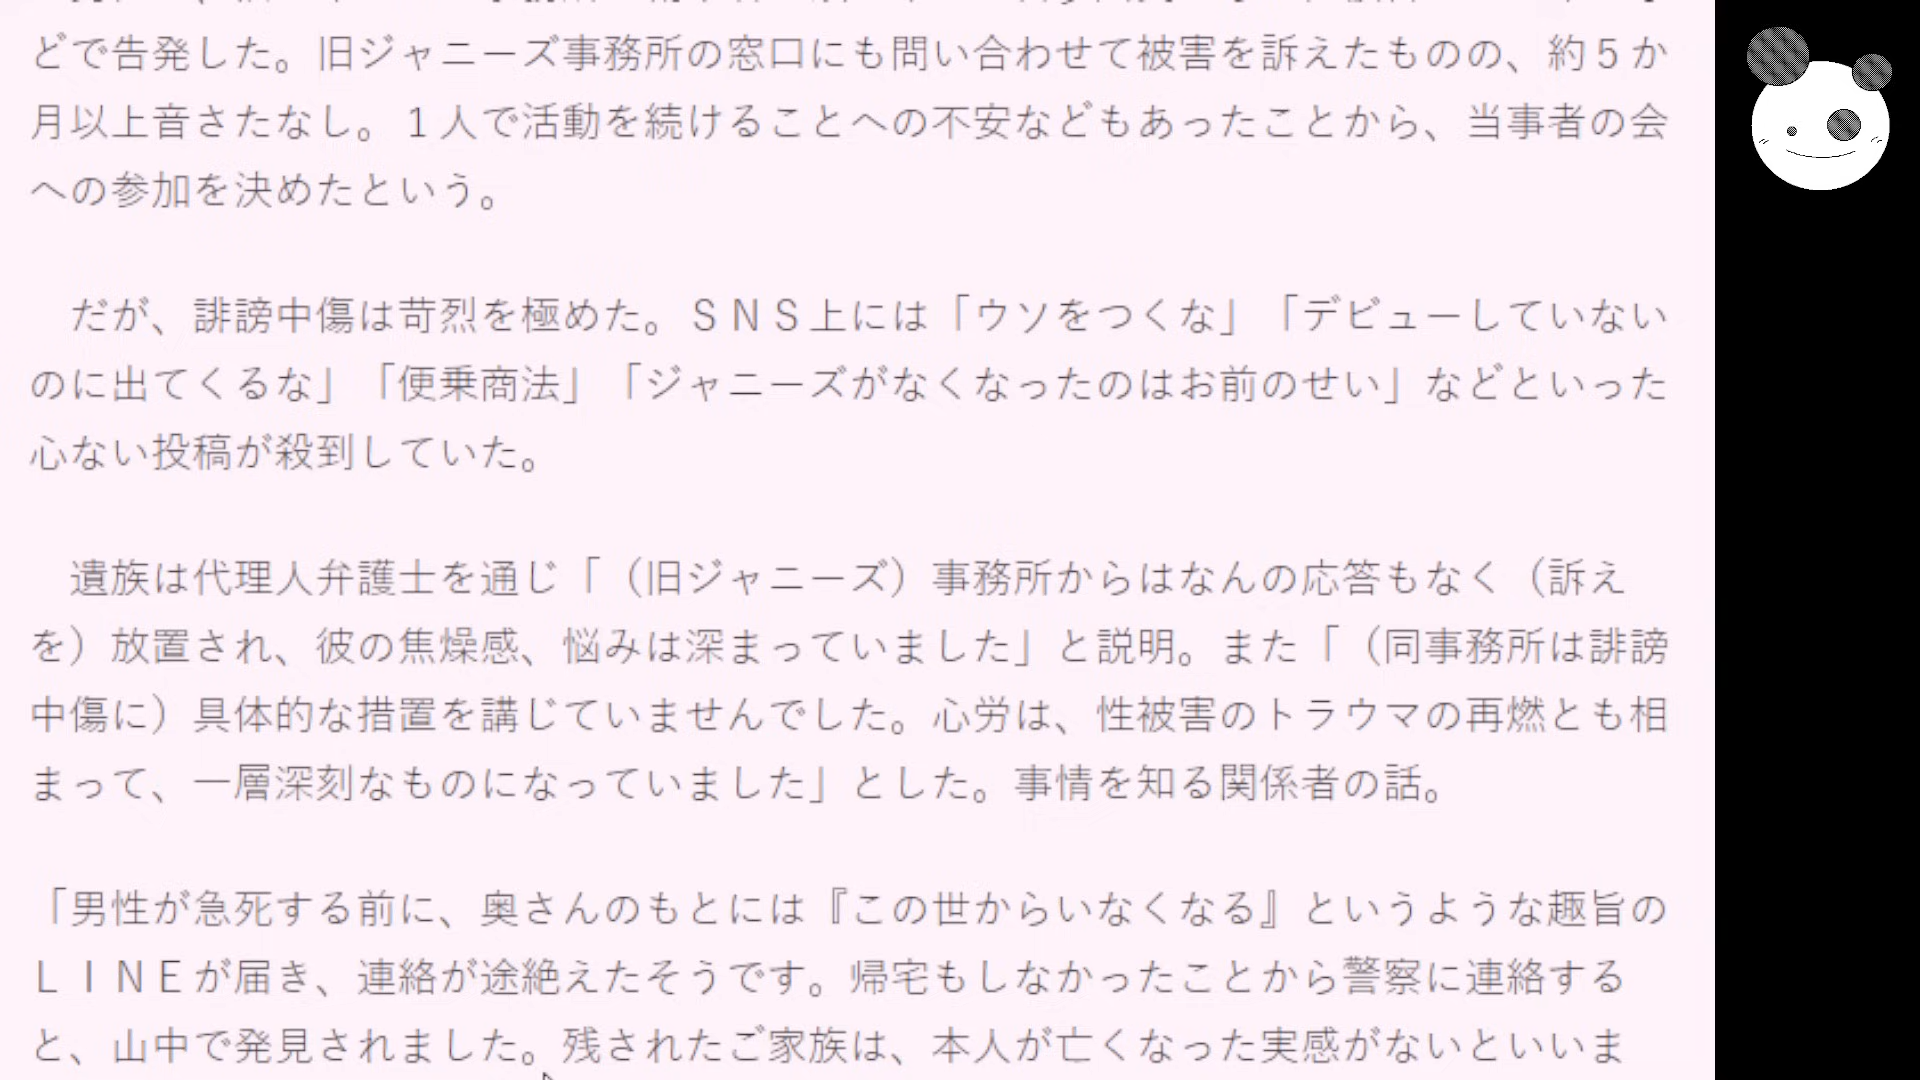 どで告発した。旧ジャニーズ事務所の窓口にも問い合わせて被害を訴えたものの、約５か
月以上音さたなし。１人で活動を続けることへの不安などもあったことから、当事者の会
への参加を決めたという。
　だが、誹謗中傷は苛烈を極めた。ＳＮＳ上には「ウソをつくな」「デビューしていない
のに出てくるな」「便乗商法」「ジャニーズがなくなったのはお前のせい」などといった
心ない投稿が殺到していた。
　遺族は代理人弁護士を通じ「（旧ジャニーズ）事務所からはなんの応答もなく（訴え
を）放置され、彼の焦燥感、悩みは深まっていました」と説明。また「（同事務所は誹謗
中傷に）具体的な措置を講じていませんでした。心労は、性被害のトラウマの再燃とも相
まって、一層深刻なものになっていました」とした。事情を知る関係者の話。
「男性が急死する前に、奥さんのもとには『この世からいなくなる』というような趣旨の
ＬＩＮＥが届き、連絡が途絶えたそうです。帰宅もしなかったことから警察に連絡する
と、山中で発見されました。残されたご家族は、本人が亡くなった実感がないといいま